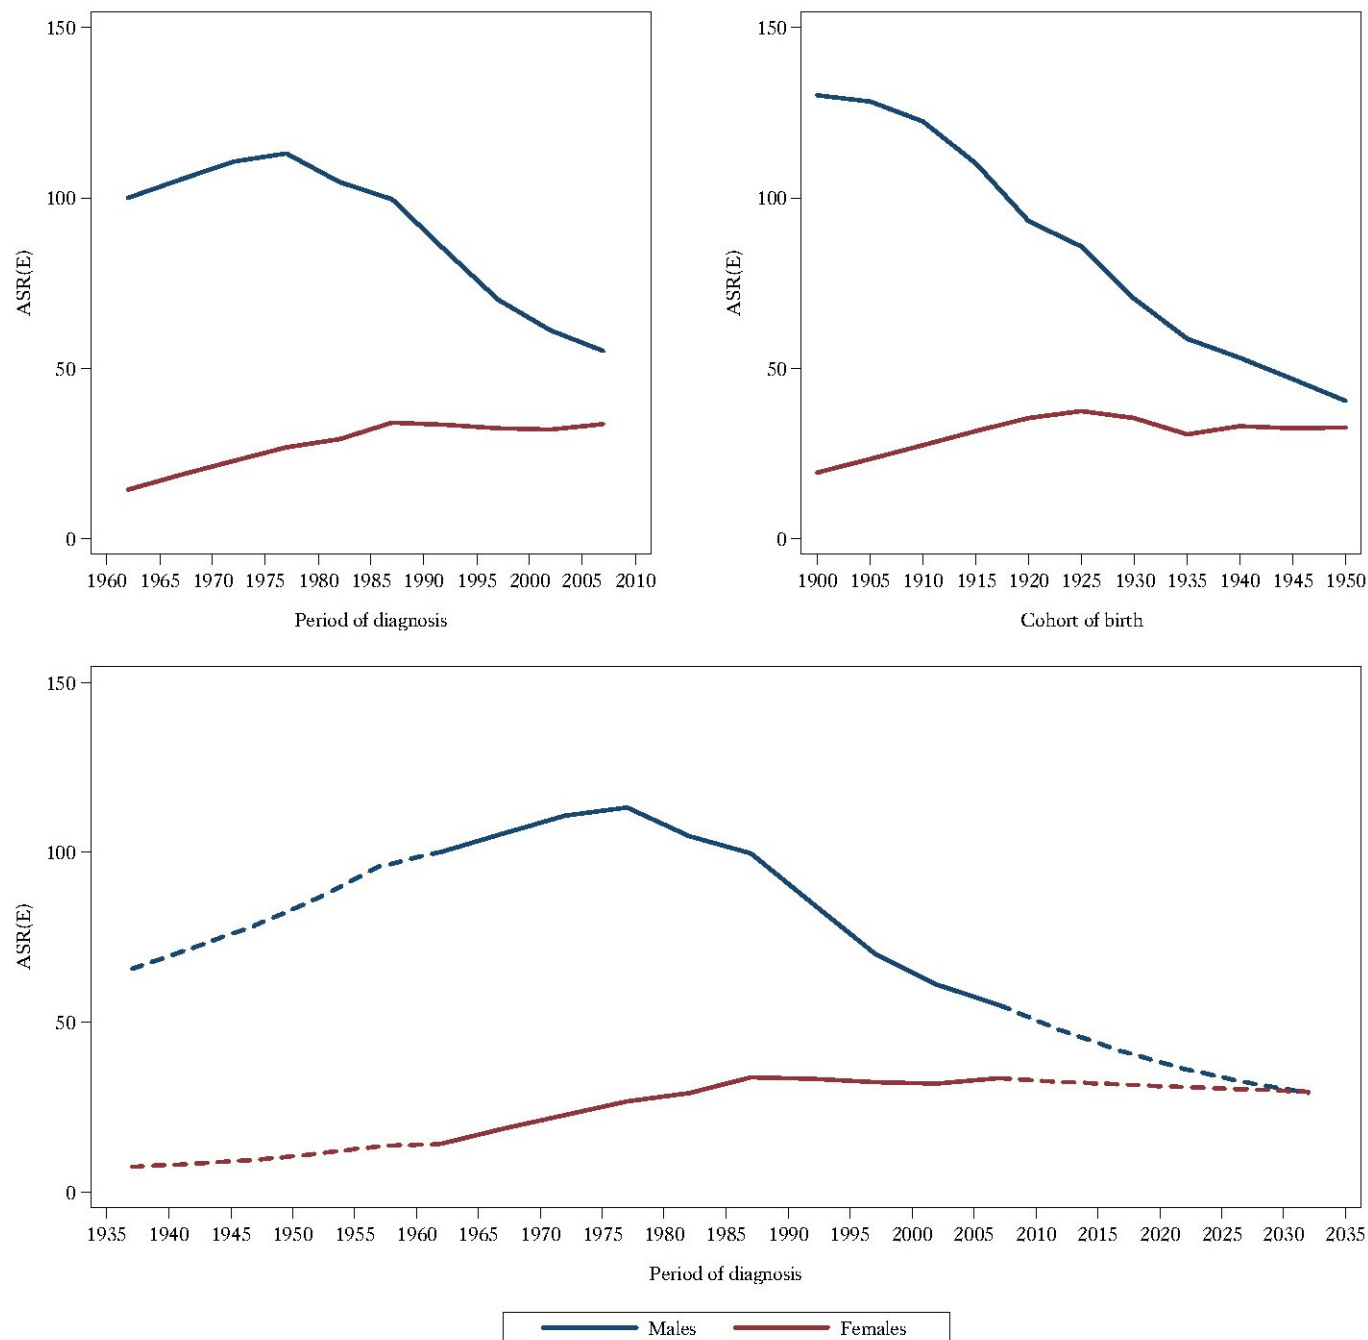 150
100
50
0
ASR(E)
1960 1965 1970 1975 1980 1985 1990 1995 2000 2005 2010
Period of diagnosis
150
100
50
0
ASR(E)
1900 1905 1910 1915 1920 1925 1930 1935 1940 1945 1950
Cohort of birth
150
100
50
0
ASR(E)
1935 1940 1945 1950 1955 1960 1965 1970 1975 1980 1985 1990 1995 2000 2005 2010 2015 2020 2025 2030 2035
Period of diagnosis
Males Females